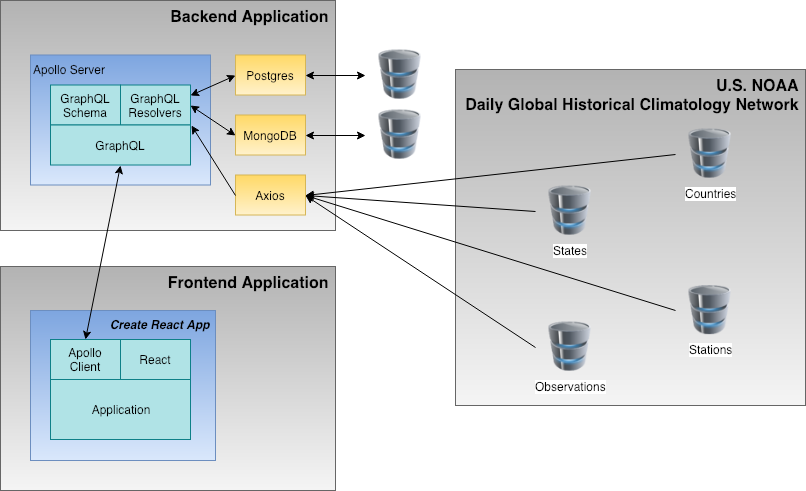 Backend Application
Apollo Server
GraphQL
Schema
GraphQL
Resolvers
GraphQL
Postgres
MongoDB
Axios
U.S. NOAA
Daily Global Historical Climatology Network
Countries
States
Stations
Observations
Frontend Application
Create React App
Apollo
Client
React
Application